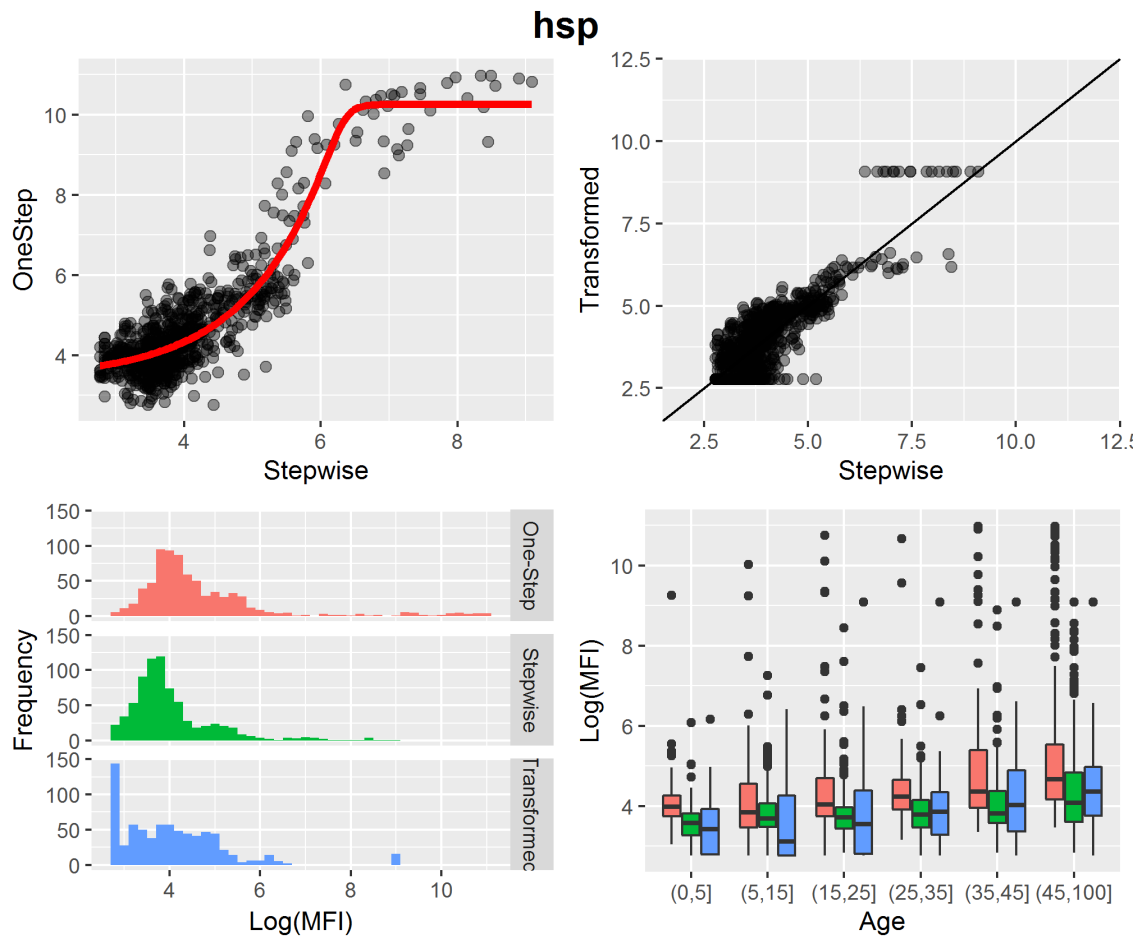 hsp
OneStep
10
8
6
4
4 6 8
Stepwise
Transformed
12.5
10.0
7.5
5.0
2.5
2.5 5.0 7.5 10.0 12.5
Stepwise
Frequency
150
100
50
0
One-Step
150
100
50
0
Stepwise
150
100
50
0
Transformed
4 6 8 10
Log(MFI)
Log(MFI)
10
8
6
4
(0,5] (5,15] (15,25] (25,35] (35,45] (45,100]
Age